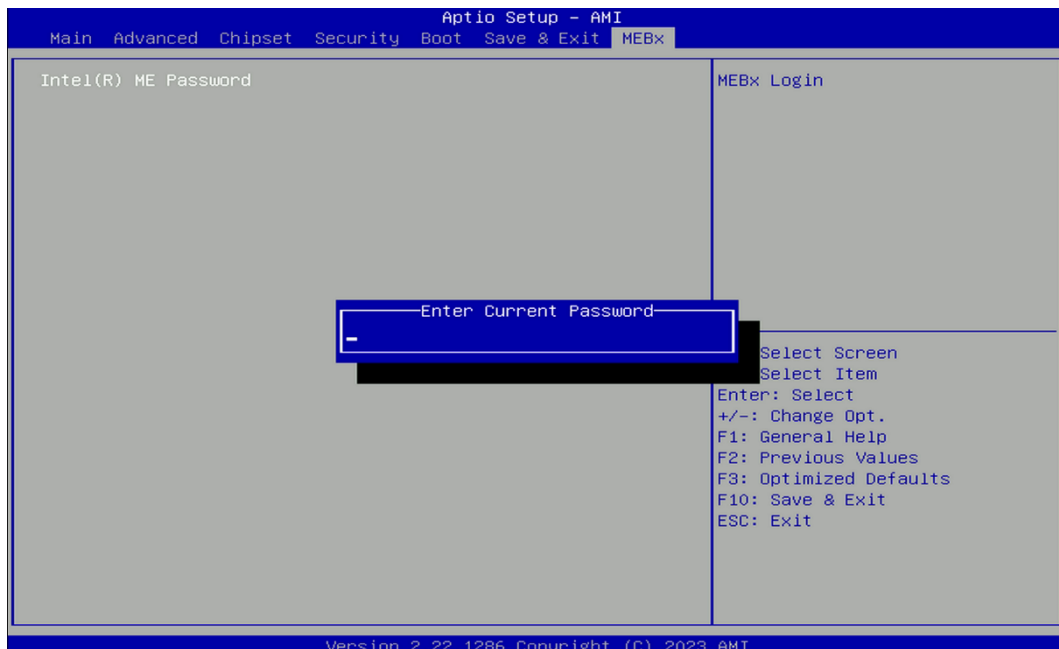 Aptio Setup – AMI
Main Advanced Chipset Security Boot Save & Exit MEBx
Intel(R) ME Password
MEBx Login
Enter Current Password
Select Screen
Select Item
Enter: Select
+/-: Change Opt.
F1: General Help
F2: Previous Values
F3: Optimized Defaults
F10: Save & Exit
ESC: Exit
Version 2.22.1286 Copyright (C) 2023 AMI